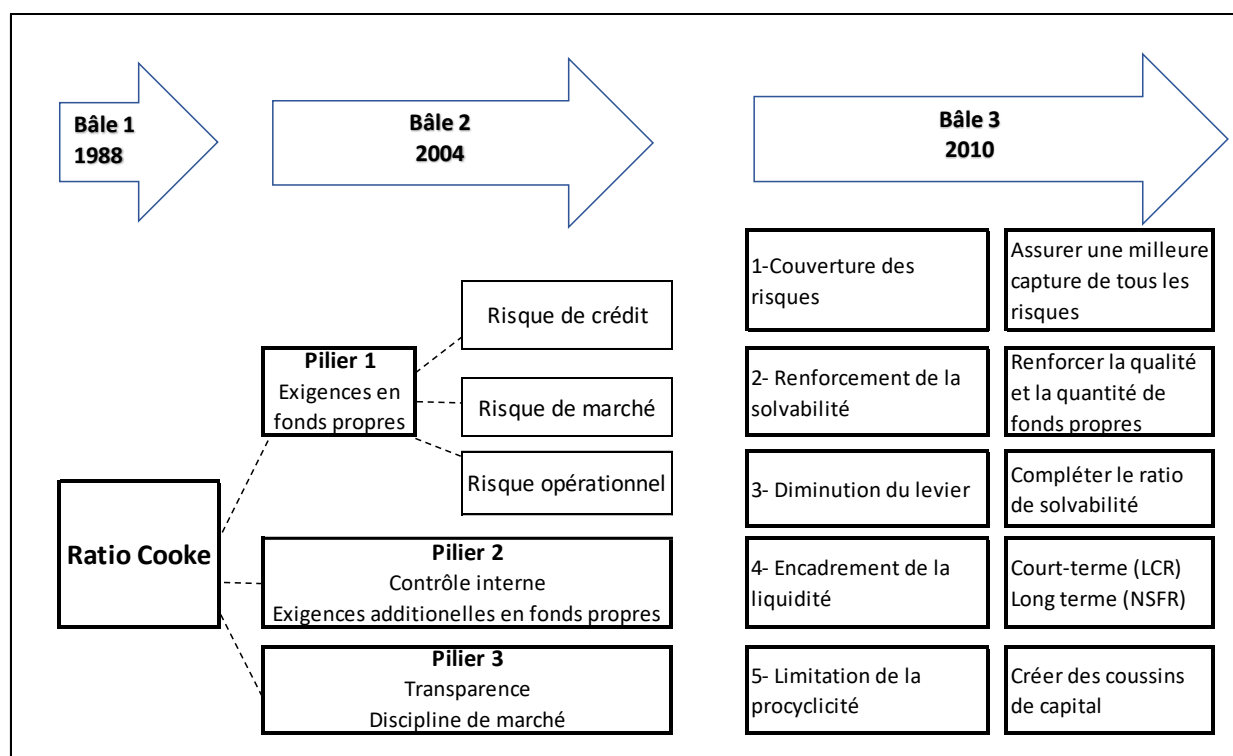 Bâle 1
1988
Bâle 2
2004
Bâle 3
2010
Ratio Cooke
Pilier 1
Exigences en
fonds propres
Risque de crédit
Risque de marché
Risque opérationnel
Pilier 2
Contrôle interne
Exigences additionelles en fonds propres
Pilier 3
Transparence
Discipline de marché
1-Couverture des
risques
Assurer une milleure
capture de tous les
risques
2- Renforcement de la
solvabilité
Renforcer la qualité
et la quantité de
fonds propres
3- Diminution du levier
Compléter le ratio
de solvabilité
4- Encadrement de la
liquidité
Court-terme (LCR)
Long terme (NSFR)
5- Limitation de la
procyclicité
Créer des coussins
de capital